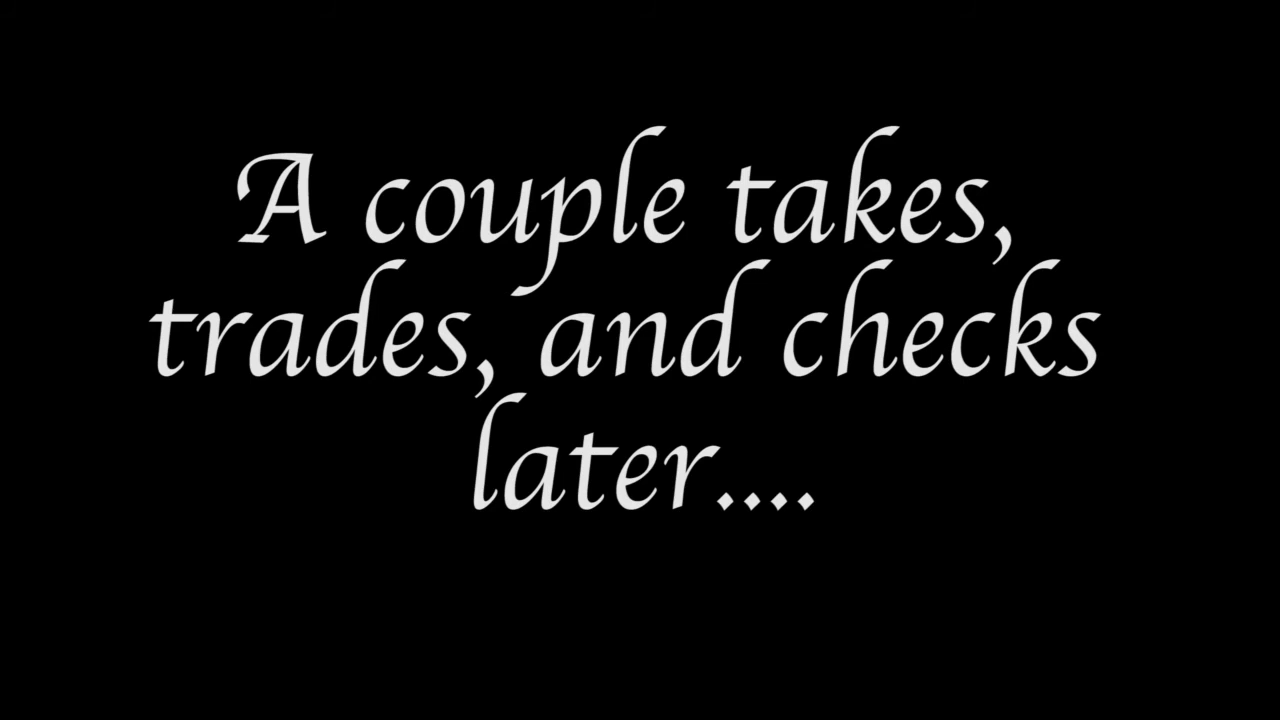 A couple takes,
trades, and checks
later....